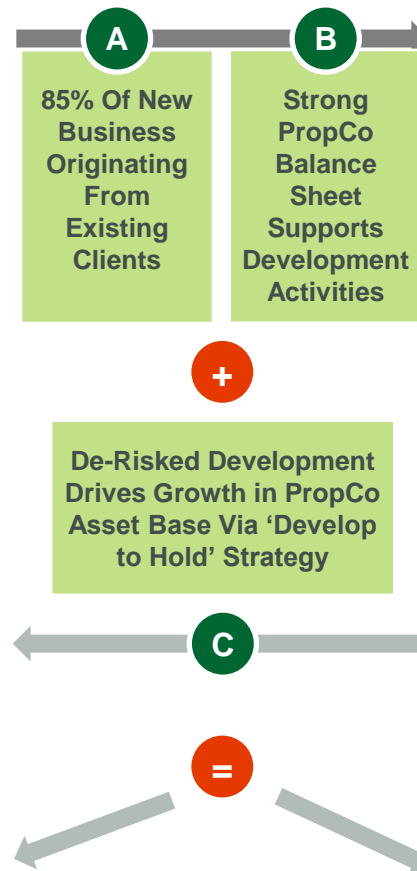 A
B
85% Of New
Business
Originating
From
Existing
Clients
Strong
PropCo
Balance
Sheet
Supports
Development
Activities
+
De-Risked Development
Drives Growth in PropCo
Asset Base Via ‘Develop
to Hold’ Strategy
C
=